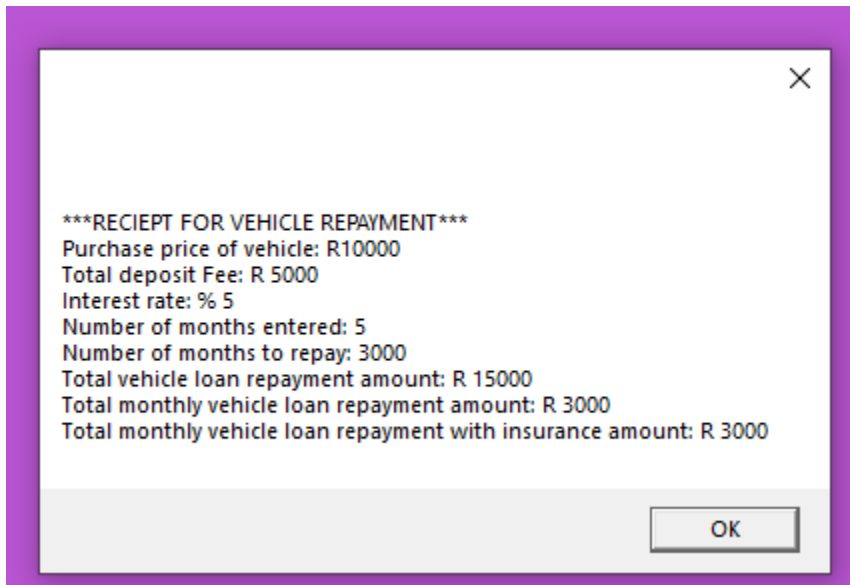 ***RECIEPT FOR VEHICLE REPAYMENT***
Purchase price of vehicle: R10000
Total deposit Fee: R 5000
Interest rate: % 5
Number of months entered: 5
Number of months to repay: 3000
Total vehicle loan repayment amount: R 15000
Total monthly vehicle loan repayment amount: R 3000
Total monthly vehicle loan repayment with insurance amount: R 3000
OK